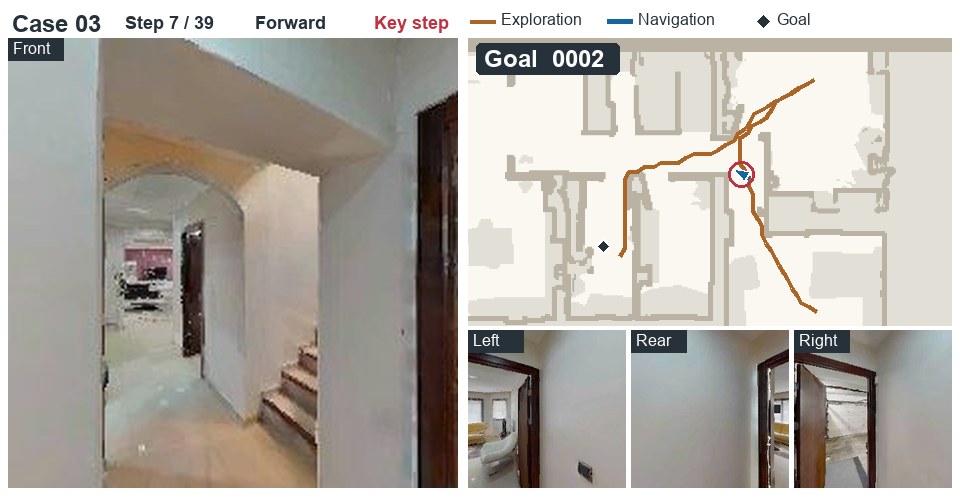 Case 03 Step 7 / 39 Forward Key step
Exploration Navigation Goal
Front
Goal 0002
Left
Rear
Right